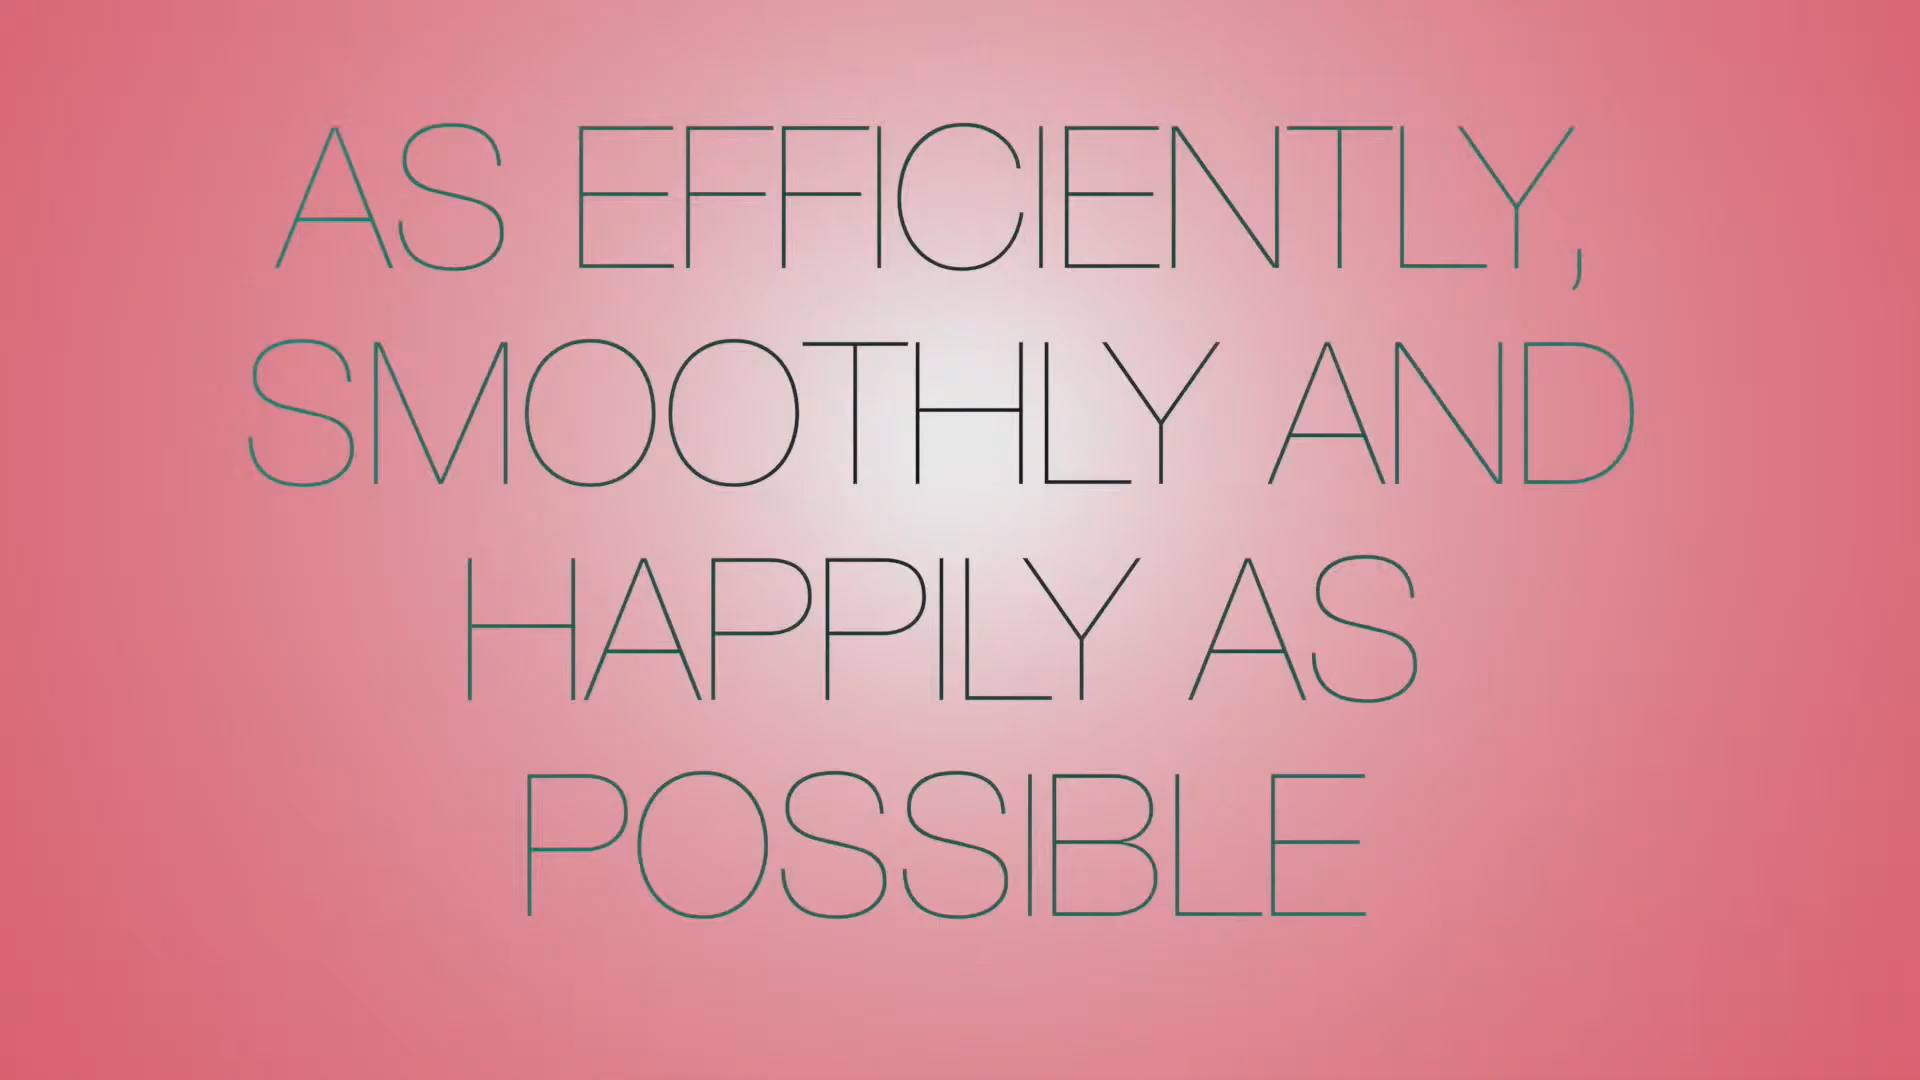 AS EFFICIENTLY,
SMOOTHLY AND
HAPPILY AS
POSSIBLE